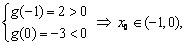 {g(-1) = 2 > 0
g(0) = -3 < 0 ⇒ x₀ ∈ (-1,0),